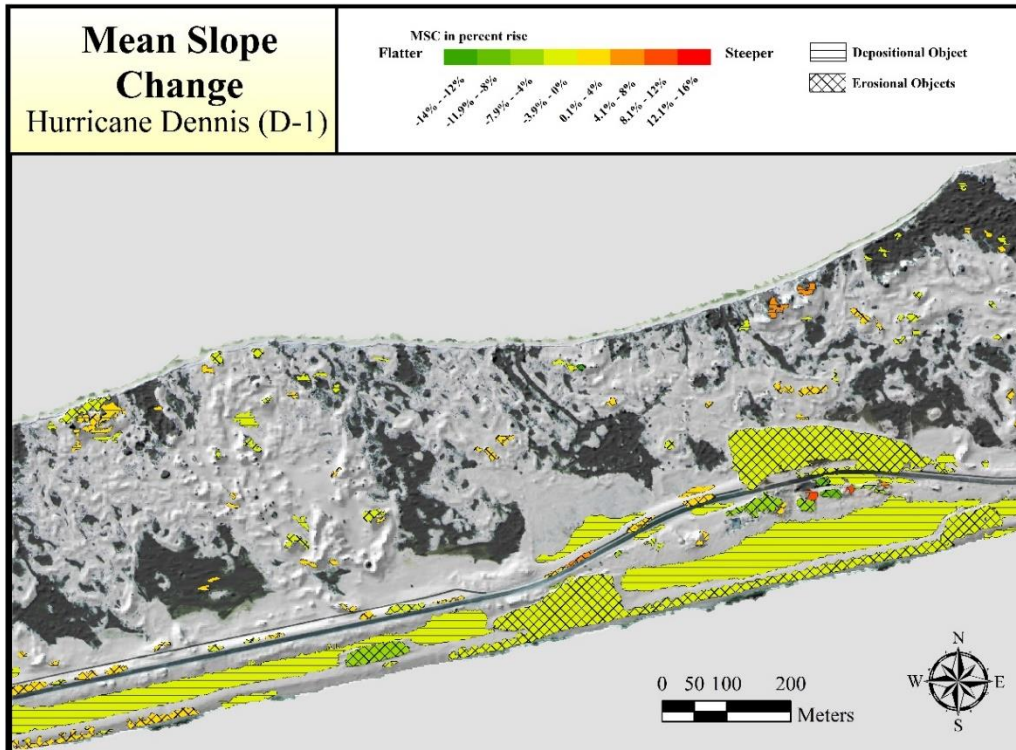 Mean Slope
Change
Hurricane Dennis (D-1)
MSC in percent rise
Flatter
Steeper
-14% - -12%
-11.9% - -8%
-7.9% - -4%
-3.9% - 0%
0.1% - 4%
4.1% - 8%
8.1% - 12%
12.1% - 16%
Depositional Object
Erosional Objects
N
W E
S
0 50 100 200
Meters